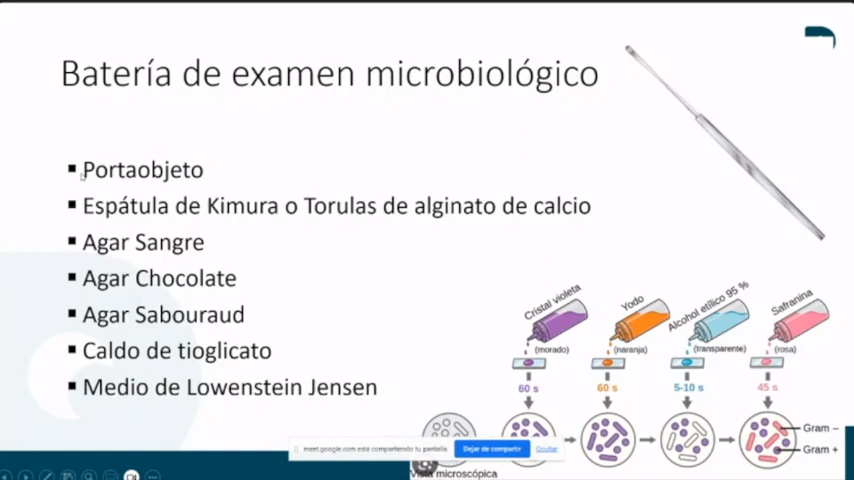 Batería de examen microbiológico
Portaobjeto
Espátula de Kimura o Torulas de alginato de calcio
Agar Sangre
Agar Chocolate
Agar Sabouraud
Caldo de tioglicato
Medio de Lowenstein Jensen
Cristal violeta
Yodo
Alcohol etílico 95 %
Safranina
(morado)
(naranja)
(transparente)
(rosa)
60 s
60 s
5-10 s
45 s
Gram –
Gram +
meet.google.com está compartiendo tu pantalla.
Dejar de compartir
Ocultar
Vista microscópica